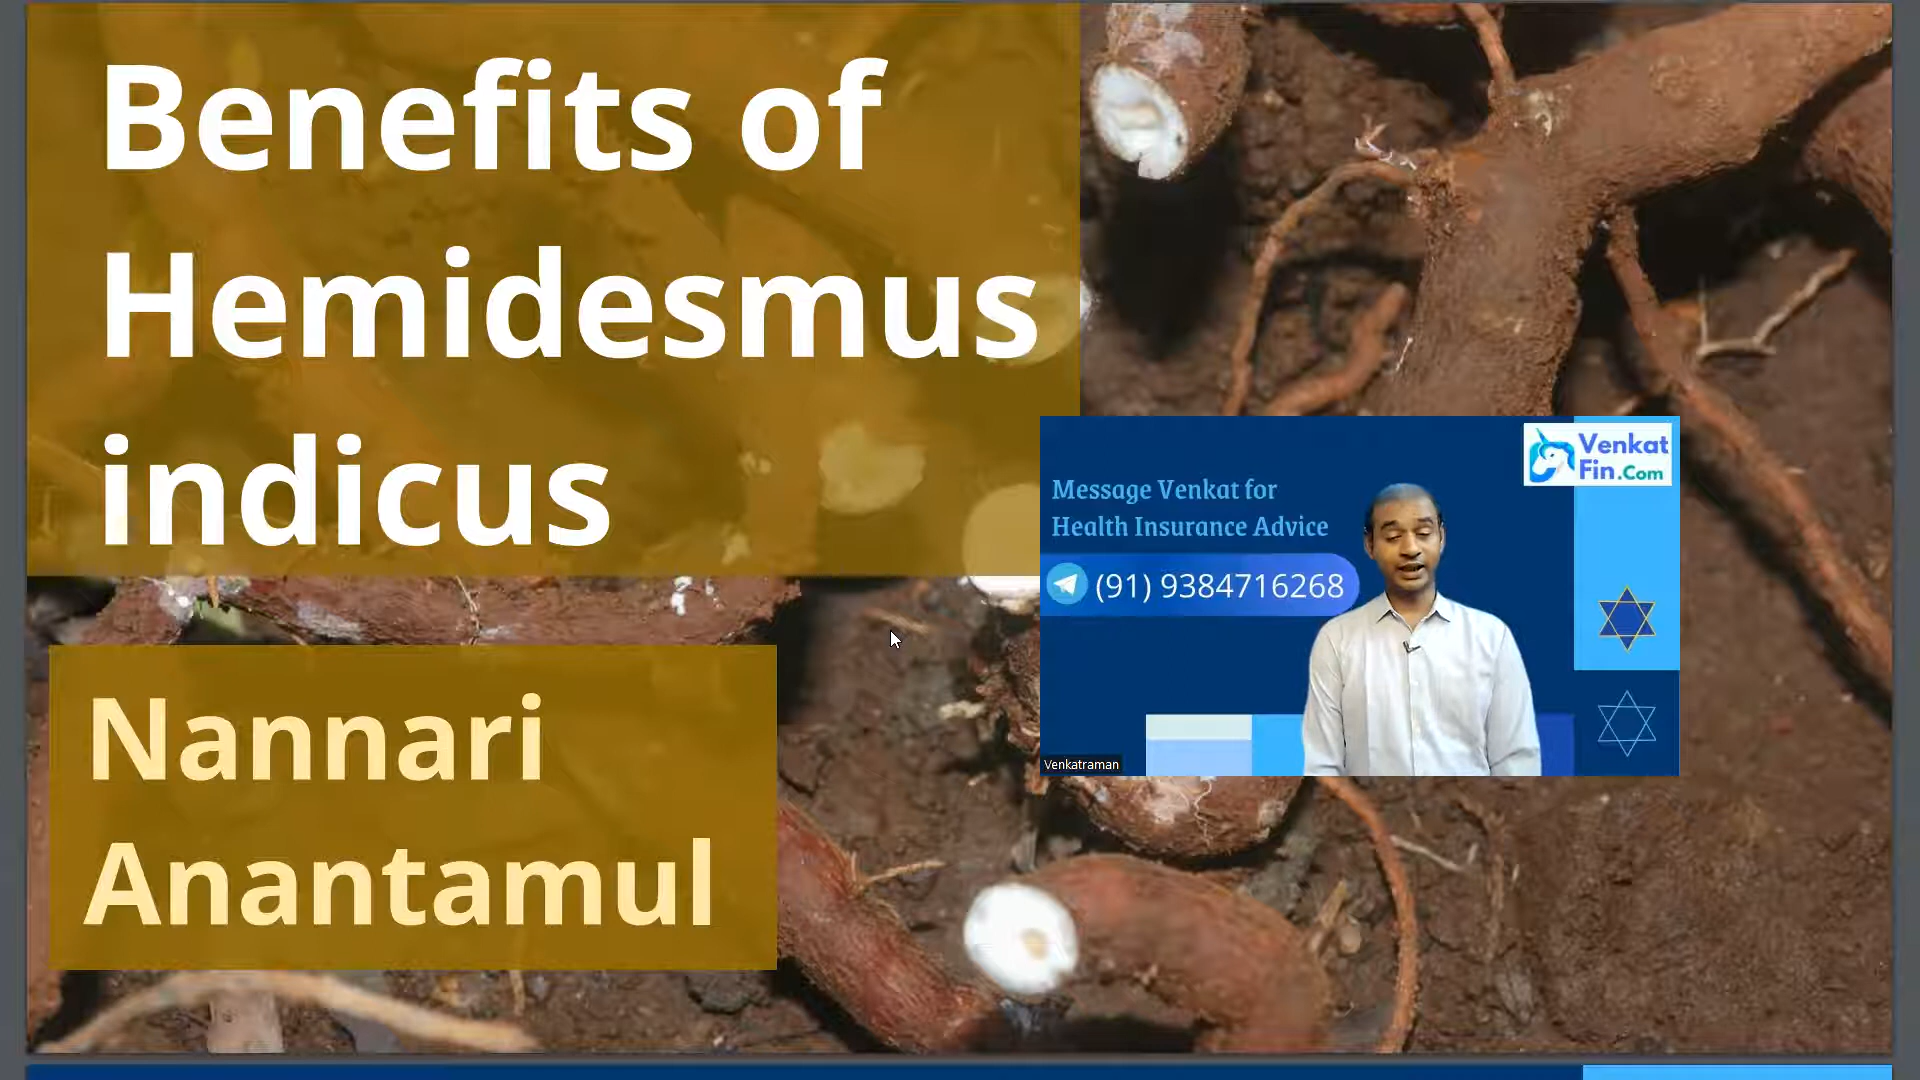 Benefits of
Hemidesmus
indicus
Nannari
Anantamul
Venkat
Fin.Com
Message Venkat for
Health Insurance Advice
(91) 9384716268
Venkatraman